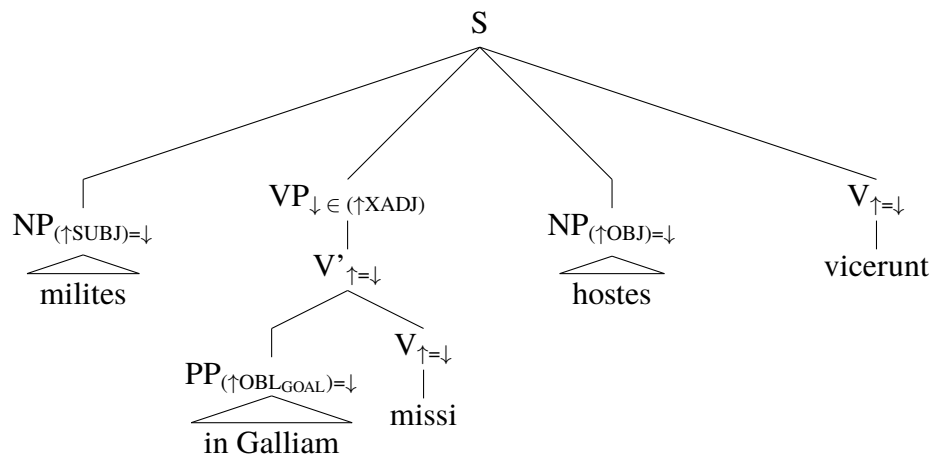 S
NP(↑SUBJ)=↓ VP↓ ∈ (↑XADJ) NP(↑OBJ)=↓ V↑=↓
milites V’↑=↓ hostes vicerunt
PP(↑OBLGOAL)=↓ V↑=↓
in Galliam missi